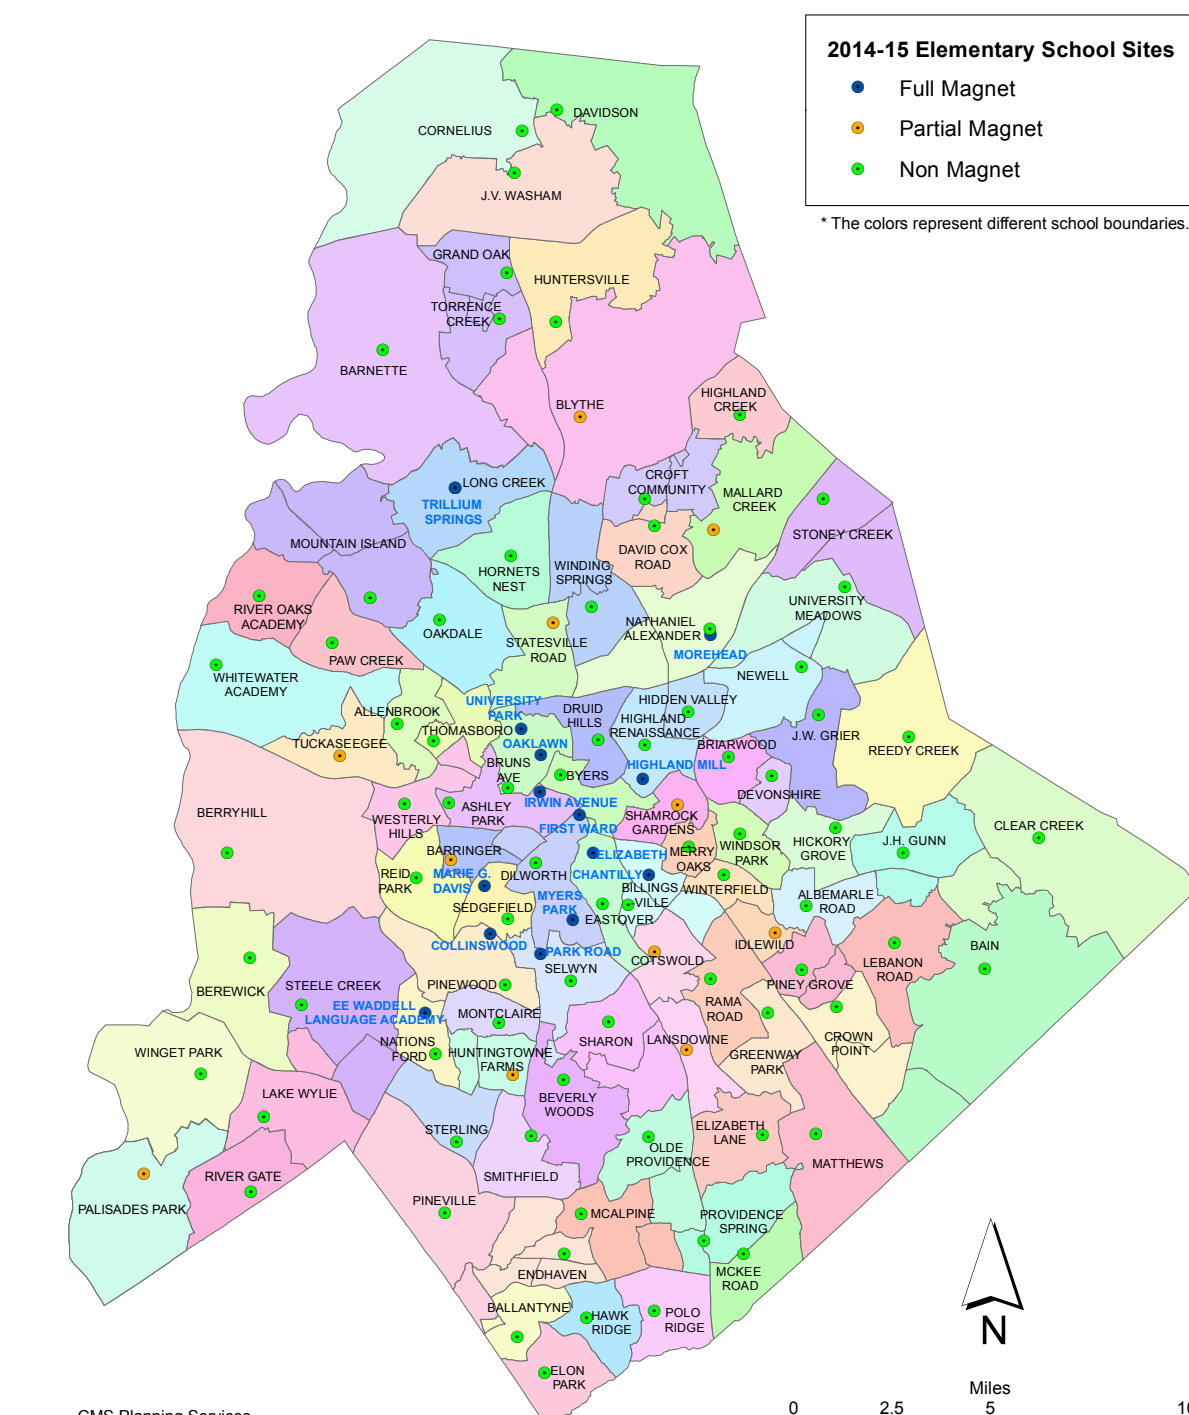 2014-15 Elementary School Sites
Full Magnet
Partial Magnet
Non Magnet
* The colors represent different school boundaries.
DAVIDSON
CORNELIUS
J.V. WASHAM
GRAND OAK
HUNTERSVILLE
TORRENCE
CREEK
BARNETTE
BLYTHE
HIGHLAND
CREEK
LONG CREEK
TRILLIUM
SPRINGS
CROFT
COMMUNITY
MALLARD
CREEK
STONEY CREEK
MOUNTAIN ISLAND
DAVID COX
ROAD
HORNETS
NEST
WINDING
SPRINGS
RIVER OAKS
ACADEMY
UNIVERSITY
MEADOWS
OAKDALE
STATESVILLE
ROAD
NATHANIEL
ALEXANDER
MOREHEAD
PAW CREEK
WHITEWATER
ACADEMY
NEWELL
UNIVERSITY
PARK
HIDDEN VALLEY
ALLENBROOK
DRUID
HILLS
HIGHLAND
RENAISSANCE
THOMASBORO
J.W. GRIER
TUCKASEEGEE
OAKLAWN
BRIARWOOD
REEDY CREEK
BRUNS
AVE
BYERS
HIGHLAND MILL
DEVONSHIRE
BERRYHILL
WESTERLY
HILLS
ASHLEY
PARK
IRWIN AVENUE
FIRST WARD
SHAMROCK
GARDENS
CLEAR CREEK
HICKORY
GROVE
J.H. GUNN
WINDSOR
PARK
BARRINGER
ELIZABETH
MERRY
OAKS
REID
PARK
MARIE G.
DAVIS
DILWORTH
CHANTILLY
BILLINGS
-VILLE
WINTERFIELD
ALBEMARLE
ROAD
MYERS
PARK
SEDGEFIELD
EASTOVER
COLLINSWOOD
PARK ROAD
IDLEWILD
BAIN
COTSWOLD
LEBANON
ROAD
SELWYN
BEREWICK
STEELE CREEK
PINEWOOD
PINEY GROVE
RAMA
ROAD
EE WADDELL
LANGUAGE ACADEMY
MONTCLAIRE
CROWN
POINT
NATIONS
FORD
SHARON
LANSDOWNE
WINGET PARK
HUNTINGTOWNE
FARMS
GREENWAY
PARK
LAKE WYLIE
BEVERLY
WOODS
STERLING
ELIZABETH
LANE
OLDE
PROVIDENCE
MATTHEWS
RIVER GATE
SMITHFIELD
PALISADES PARK
PINEVILLE
MCALPINE
PROVIDENCE
SPRING
ENDHAVEN
MCKEE
ROAD
BALLANTYNE
HAWK
RIDGE
POLO
RIDGE
ELON
PARK
N
Miles
0 2.5 5 10
CMS Planning Services